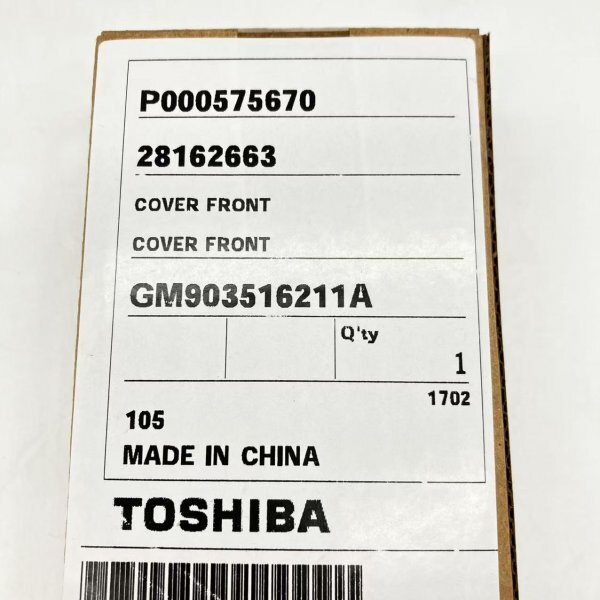 P000575670
28162663
COVER FRONT
COVER FRONT
GM903516211A
Q'ty
1
1702
105
MADE IN CHINA
TOSHIBA